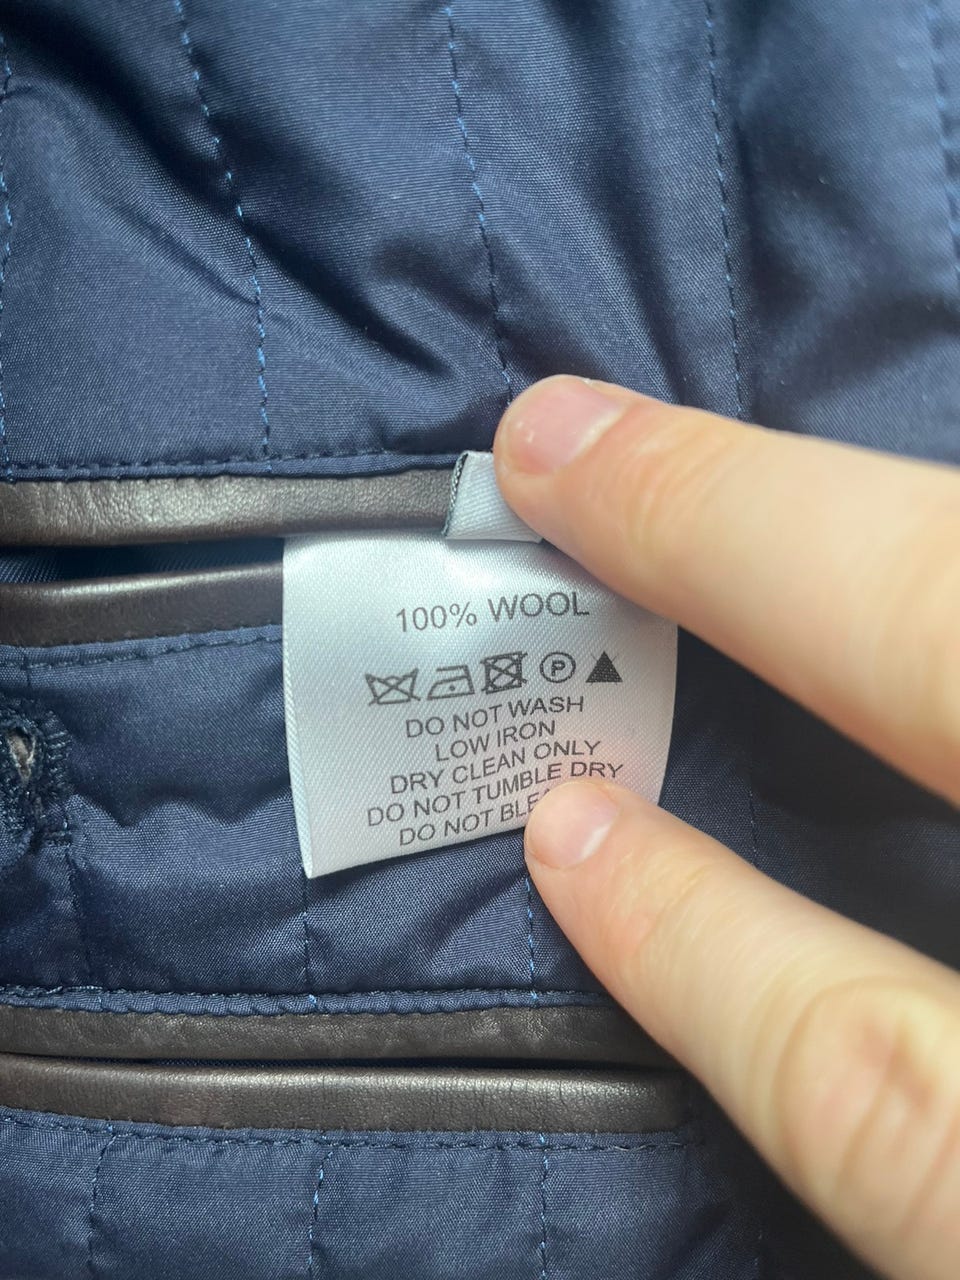 100% WOOL
P
DO NOT WASH
LOW IRON
DRY CLEAN ONLY
DO NOT TUMBLE DRY
DO NOT